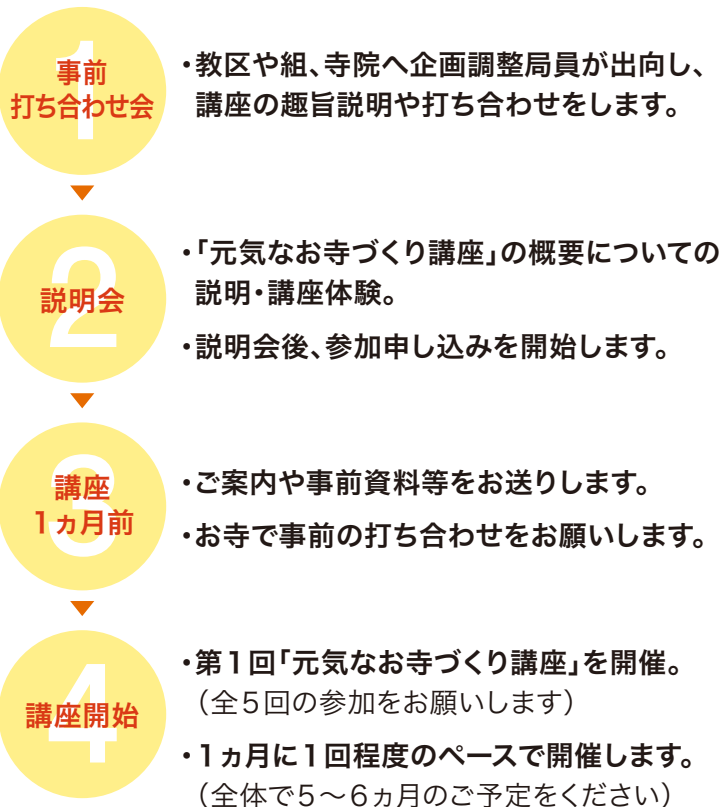 1
事前
打ち合わせ会
・教区や組、寺院へ企画調整局員が出向し、
講座の趣旨説明や打ち合わせをします。
2
説明会
・「元気なお寺づくり講座」の概要についての
説明・講座体験。
・説明会後、参加申し込みを開始します。
3
講座
1ヵ月前
・ご案内や事前資料等をお送りします。
・お寺で事前の打ち合わせをお願いします。
4
講座開始
・第1回「元気なお寺づくり講座」を開催。
（全5回の参加をお願いします）
・1ヵ月に1回程度のペースで開催します。
（全体で5〜6ヵ月のご予定をください）